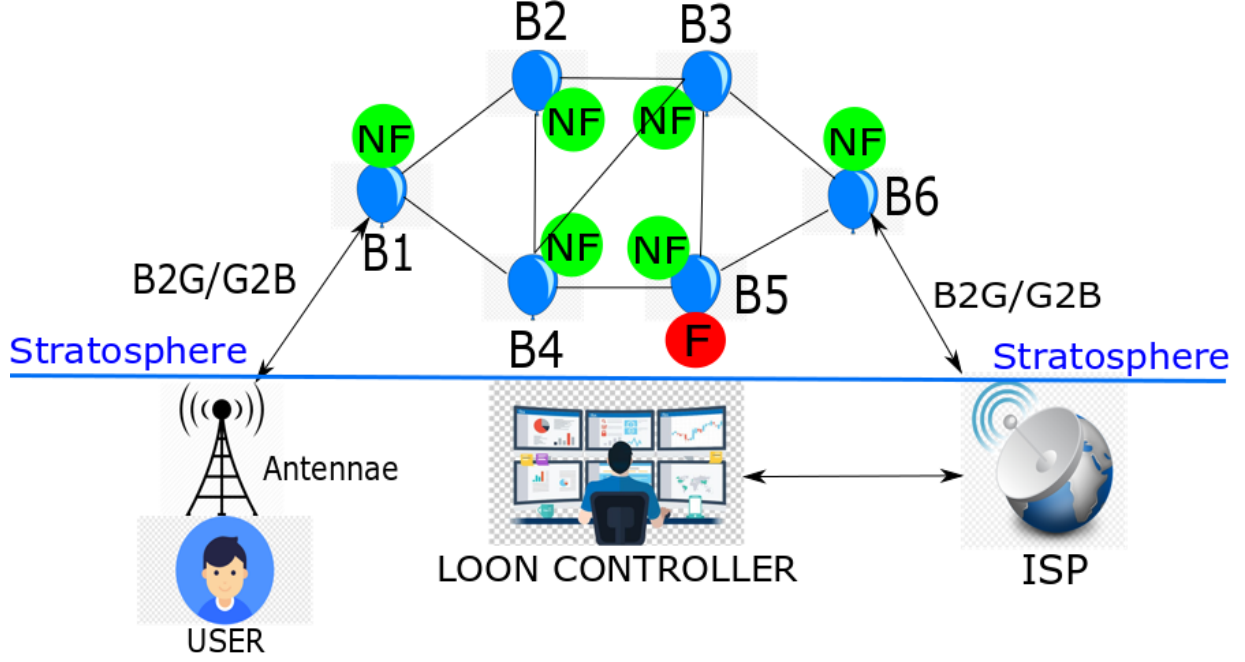 B2
B3
NF
NF
NF
NF
B6
B1
NF
NF
B2G/G2B
B5
B2G/G2B
F
B4
Stratosphere
Stratosphere
Antennae
LOON CONTROLLER
ISP
USER